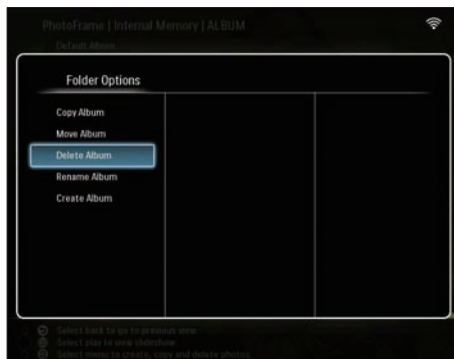 PhotoFrame | Internal Memory | ALBUM
Default Album
Folder Options
Copy Album
Move Album
Delete Album
Rename Album
Create Album
Select back to go to previous view
Select play to view slideshow
Select menu to create, copy and delete photos